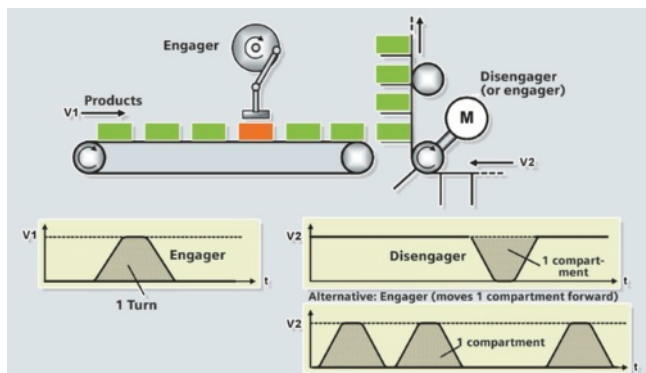 Engager
Products
V1
Disengager
(or engager)
M
V2
V1
Engager
1 Turn
t
V2
Disengager
1 compart-
ment
t
Alternative: Engager (moves 1 compartment forward)
V2
1 compartment
t